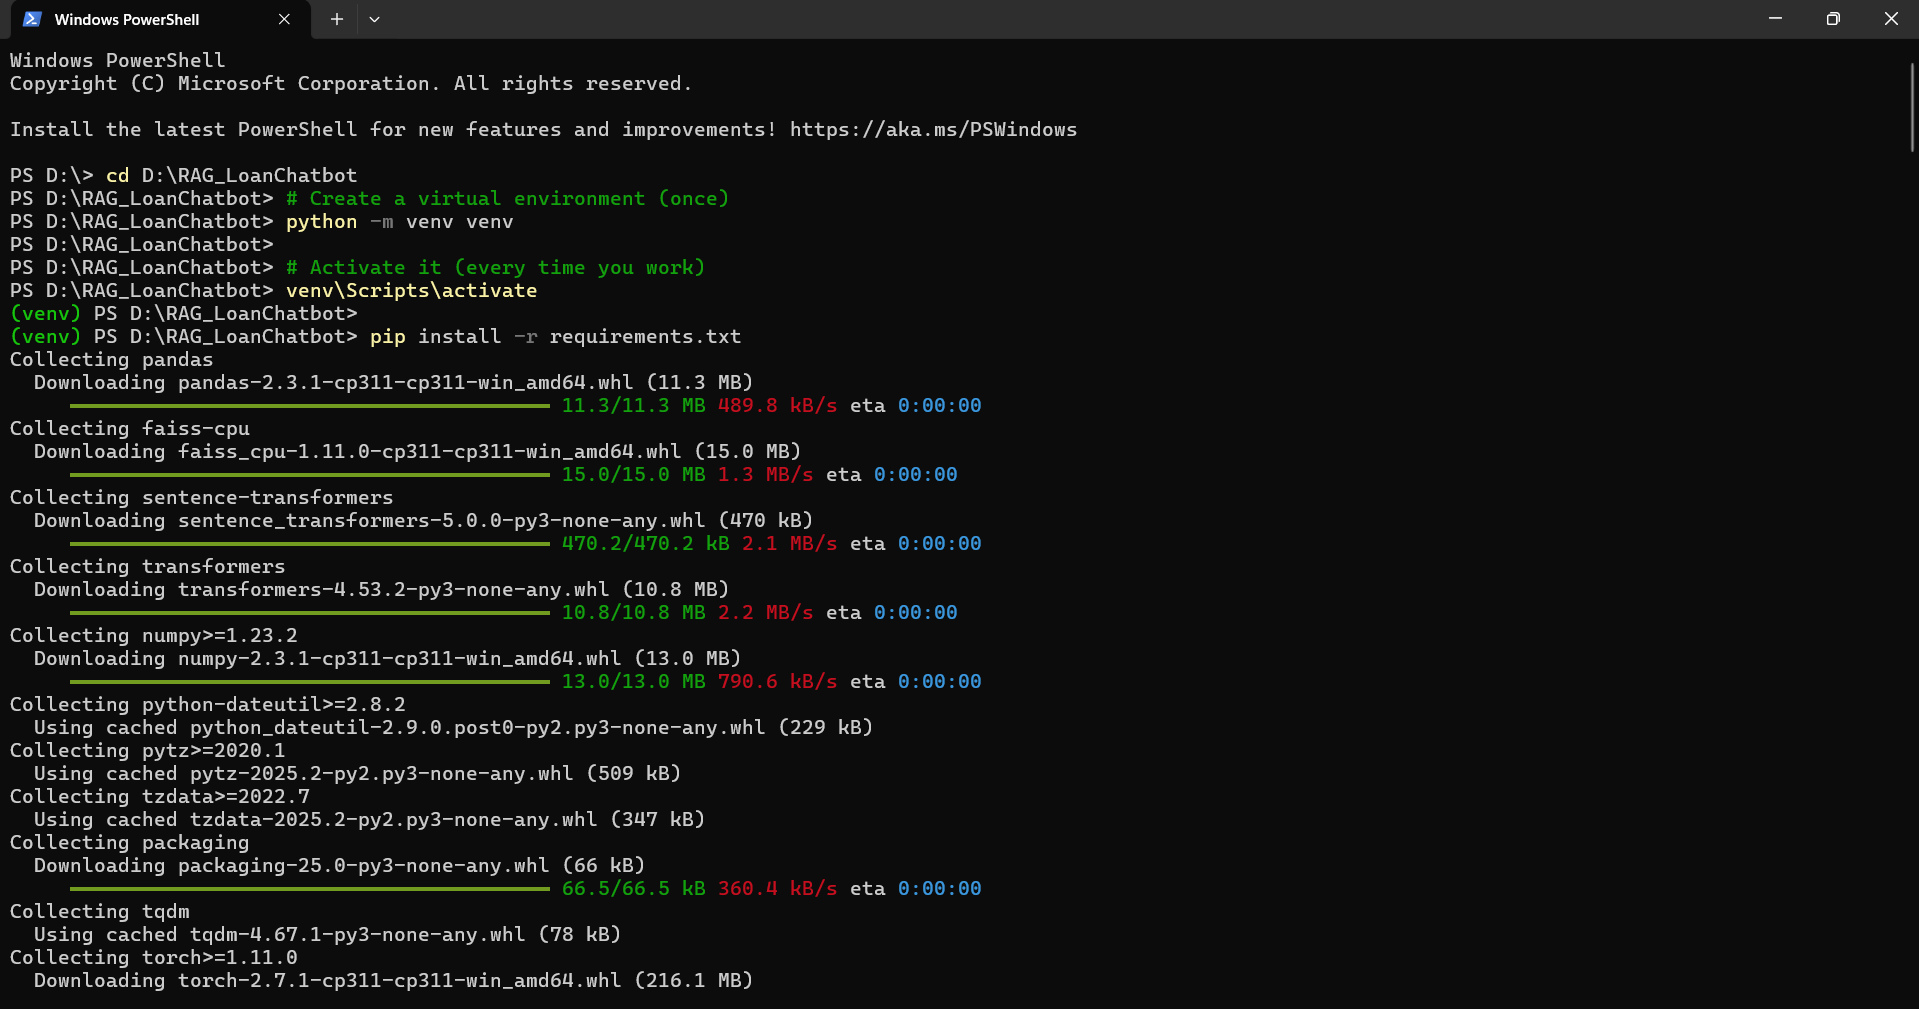 Windows PowerShell
Windows PowerShell
Copyright (C) Microsoft Corporation. All rights reserved.
Install the latest PowerShell for new features and improvements! https://aka.ms/PSWindows
PS D:\> cd D:\RAG_LoanChatbot
PS D:\RAG_LoanChatbot> # Create a virtual environment (once)
PS D:\RAG_LoanChatbot> python -m venv venv
PS D:\RAG_LoanChatbot>
PS D:\RAG_LoanChatbot> # Activate it (every time you work)
PS D:\RAG_LoanChatbot> venv\Scripts\activate
(venv) PS D:\RAG_LoanChatbot>
(venv) PS D:\RAG_LoanChatbot> pip install -r requirements.txt
Collecting pandas
  Downloading pandas-2.3.1-cp311-cp311-win_amd64.whl (11.3 MB)
11.3/11.3 MB 489.8 kB/s eta 0:00:00
Collecting faiss-cpu
  Downloading faiss_cpu-1.11.0-cp311-cp311-win_amd64.whl (15.0 MB)
15.0/15.0 MB 1.3 MB/s eta 0:00:00
Collecting sentence-transformers
  Downloading sentence_transformers-5.0.0-py3-none-any.whl (470 kB)
470.2/470.2 kB 2.1 MB/s eta 0:00:00
Collecting transformers
  Downloading transformers-4.53.2-py3-none-any.whl (10.8 MB)
10.8/10.8 MB 2.2 MB/s eta 0:00:00
Collecting numpy>=1.23.2
  Downloading numpy-2.3.1-cp311-cp311-win_amd64.whl (13.0 MB)
13.0/13.0 MB 790.6 kB/s eta 0:00:00
Collecting python-dateutil>=2.8.2
  Using cached python_dateutil-2.9.0.post0-py2.py3-none-any.whl (229 kB)
Collecting pytz>=2020.1
  Using cached pytz-2025.2-py2.py3-none-any.whl (509 kB)
Collecting tzdata>=2022.7
  Using cached tzdata-2025.2-py2.py3-none-any.whl (347 kB)
Collecting packaging
  Downloading packaging-25.0-py3-none-any.whl (66 kB)
66.5/66.5 kB 360.4 kB/s eta 0:00:00
Collecting tqdm
  Using cached tqdm-4.67.1-py3-none-any.whl (78 kB)
Collecting torch>=1.11.0
  Downloading torch-2.7.1-cp311-cp311-win_amd64.whl (216.1 MB)